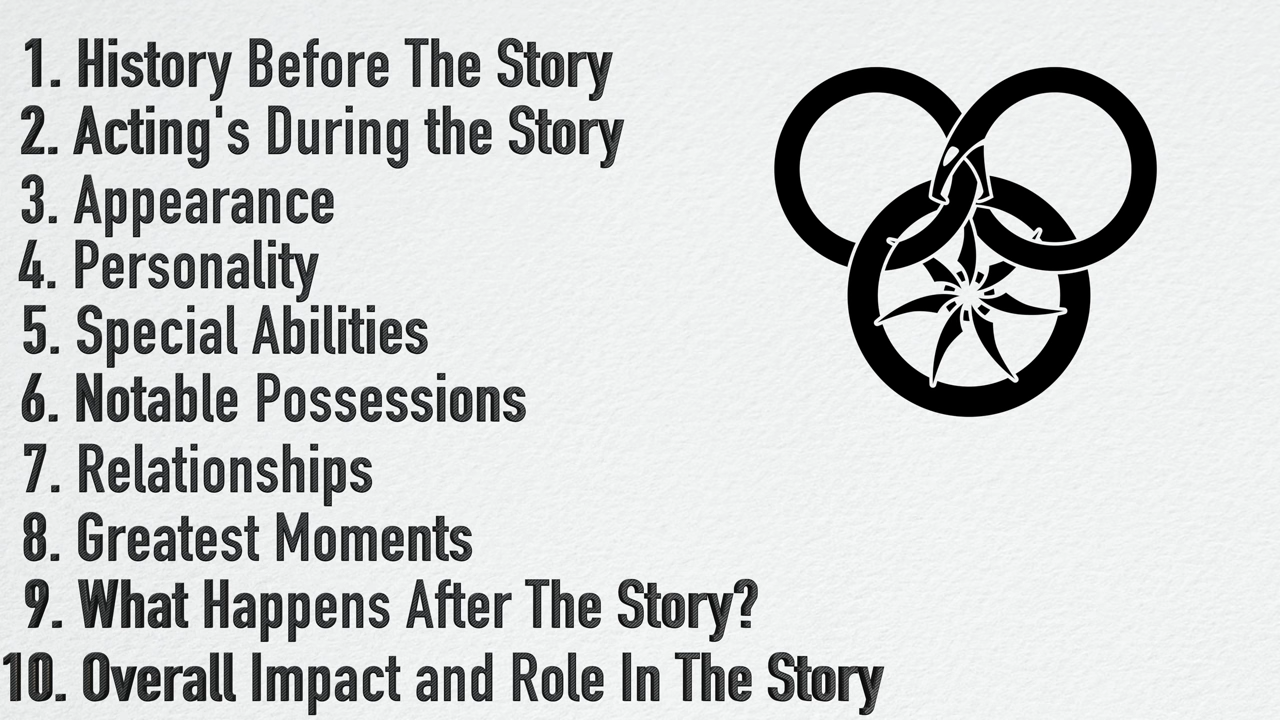 1. History Before The Story
2. Acting's During the Story
3. Appearance
4. Personality
5. Special Abilities
6. Notable Possessions
7. Relationships
8. Greatest Moments
9. What Happens After The Story?
10. Overall Impact and Role In The Story